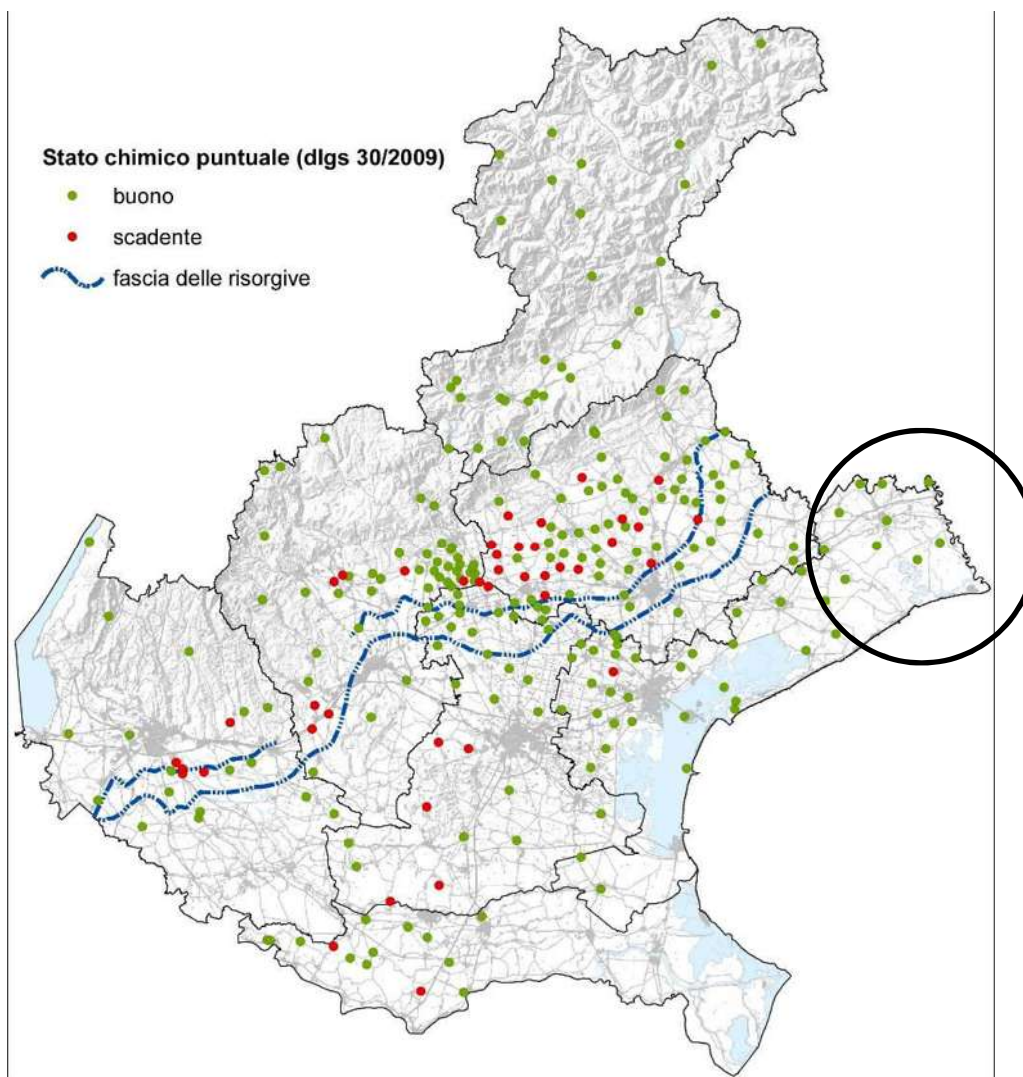 Stato chimico puntuale (dlgs 30/2009)
buono
scadente
fascia delle risorgive